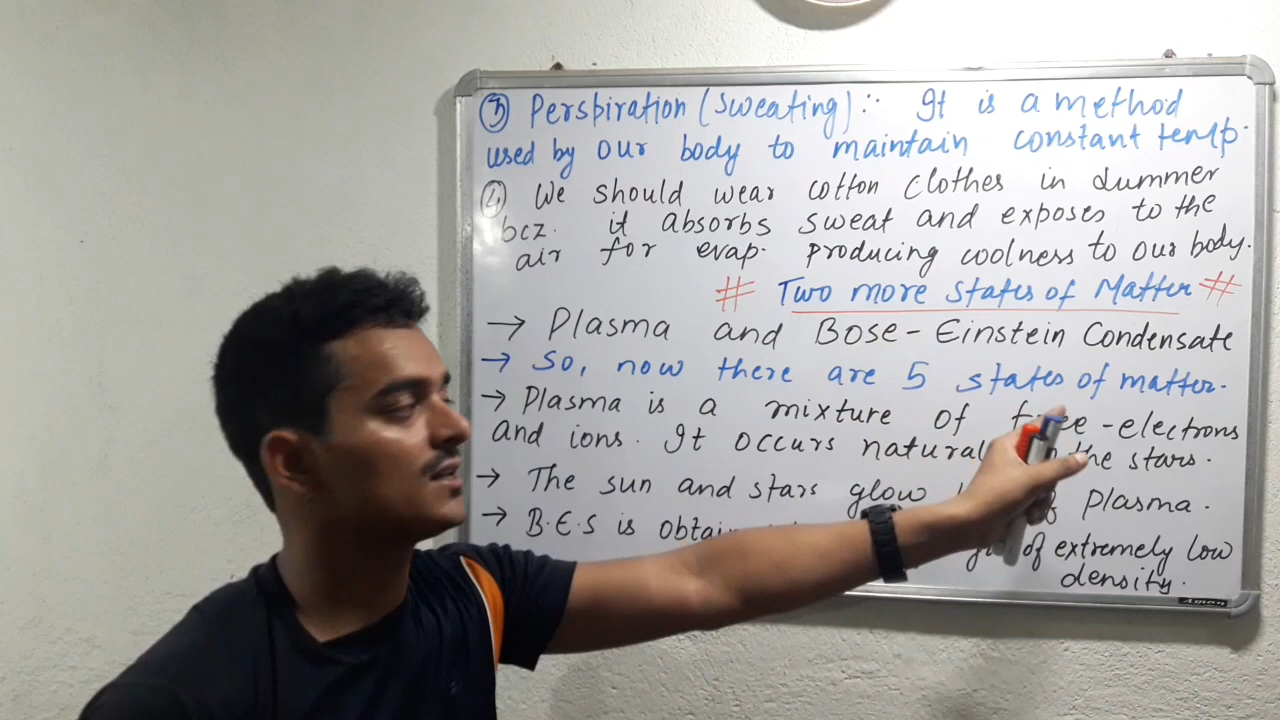 ③ Perspiration (Sweating) :- It is a method
used by our body to maintain constant temp.
④ We should wear cotton clothes in summer
bcz. it absorbs sweat and exposes to the
air for evap. producing coolness to our body.
# Two more states of Matter #
→ Plasma and Bose-Einstein Condensate
→ So, now there are 5 states of matter.
→ Plasma is a mixture of free-electrons
and ions. It occurs the stars.
→ The sun and stars glow of Plasma.
→ B.E.S is of extremely low
density.
Aman